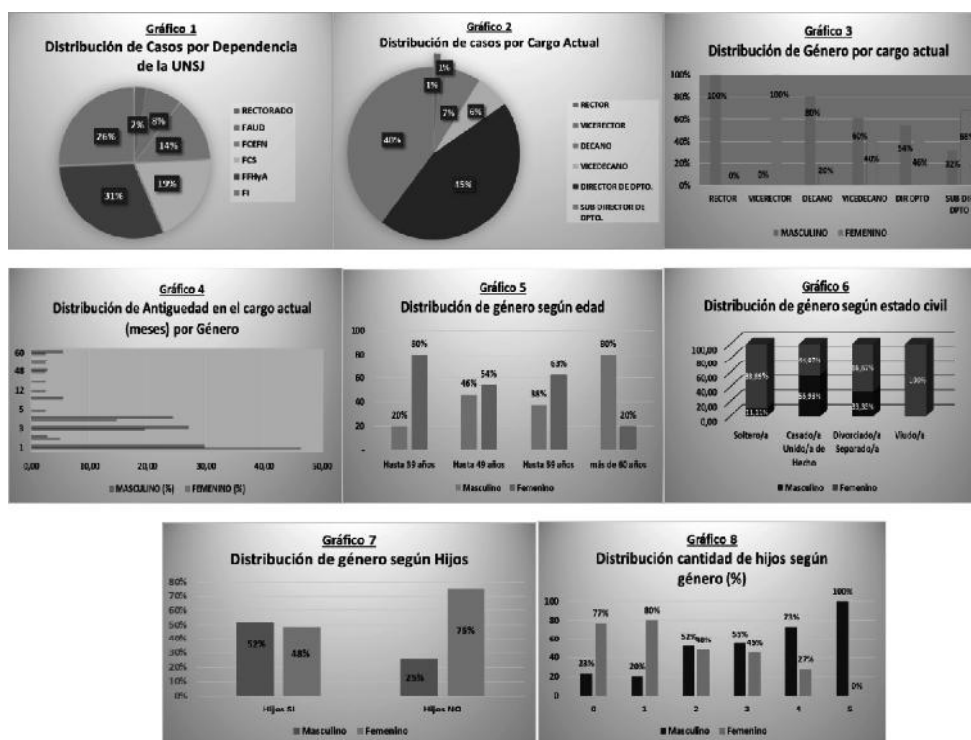 Gráfico 1
Distribución de Casos por Dependencia
de la UNSJ
2%
8%
14%
19%
31%
26%
RECTORADO
FAUD
FCEFN
FCS
FFHyA
FI
Gráfico 2
Distribución de casos por Cargo Actual
1%
1%
7%
6%
45%
40%
RECTOR
VICERECTOR
DECANO
VICEDECANO
DIRECTOR DE DPTO.
SUB DIRECTOR DE
DPTO.
Gráfico 3
Distribución de Género por cargo actual
100%
80%
60%
40%
20%
0%
100%
0%
0%
100%
80%
20%
60%
40%
54%
46%
32%
68%
RECTOR VICERECTOR DECANO VICEDECANO DIR DPTO SUB DIR
DPTO
MASCULINO FEMENINO
Gráfico 4
Distribución de Antiguedad en el cargo actual
(meses) por Género
60
48
12
5
3
1
0,00 10,00 20,00 30,00 40,00 50,00
MASCULINO (%) FEMENINO (%)
Gráfico 5
Distribución de género según edad
100
80
60
40
20
-
20%
80%
46%
54%
38%
63%
80%
20%
Hasta 39 años Hasta 49 años Hasta 59 años más de 60 años
Masculino Femenino
Gráfico 6
Distribución de género según estado civil
100,00
80,00
60,00
40,00
20,00
0,00
11,11%
100%
Soltero/a Casado/a Divorciado/a Viudo/a
Unido/a de Separado/a
Hecho
Masculino Femenino
Gráfico 7
Distribución de género según Hijos
80%
70%
60%
50%
40%
30%
20%
10%
0%
52%
48%
25%
75%
Hijos SI Hijos NO
Masculino Femenino
Gráfico 8
Distribución cantidad de hijos según
género (%)
100
80
60
40
20
0
23%
77%
20%
80%
52%
48%
55%
45%
73%
27%
100%
0%
0 1 2 3 4 5
Masculino Femenino